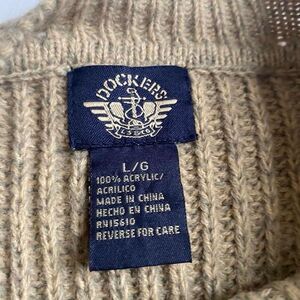 DOCKERS
L/G
100% ACRYLIC/
ACRILICO
MADE IN CHINA
HECHO EN CHINA
RN15610
REVERSE FOR CARE